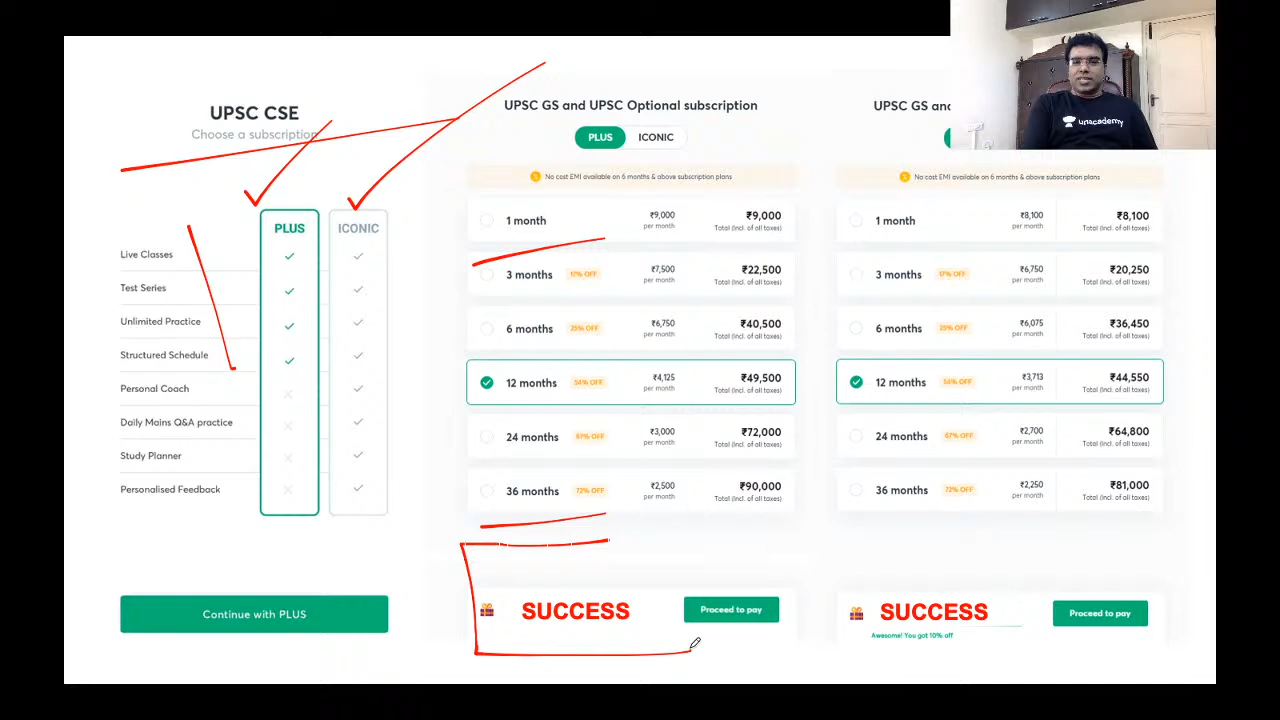 UPSC CSE
Choose a subscription
PLUS
ICONIC
Live Classes
Test Series
Unlimited Practice
Structured Schedule
Personal Coach
Daily Mains Q&A practice
Study Planner
Personalised Feedback
Continue with PLUS
UPSC GS and UPSC Optional subscription
PLUS ICONIC
No cost EMI available on 6 months & above subscription plans
1 month ₹9,000 ₹9,000
per month Total (Incl. of all taxes)
3 months 17% OFF ₹7,500 ₹22,500
per month Total (Incl. of all taxes)
6 months 25% OFF ₹6,750 ₹40,500
per month Total (Incl. of all taxes)
12 months 54% OFF ₹4,125 ₹49,500
per month Total (Incl. of all taxes)
24 months 67% OFF ₹3,000 ₹72,000
per month Total (Incl. of all taxes)
36 months 72% OFF ₹2,500 ₹90,000
per month Total (Incl. of all taxes)
SUCCESS Proceed to pay
UPSC GS and
No cost EMI available on 6 months & above subscription plans
1 month ₹8,100 ₹8,100
per month Total (Incl. of all taxes)
3 months 17% OFF ₹6,750 ₹20,250
per month Total (Incl. of all taxes)
6 months 25% OFF ₹6,075 ₹36,450
per month Total (Incl. of all taxes)
12 months 54% OFF ₹3,713 ₹44,550
per month Total (Incl. of all taxes)
24 months 67% OFF ₹2,700 ₹64,800
per month Total (Incl. of all taxes)
36 months 72% OFF ₹2,250 ₹81,000
per month Total (Incl. of all taxes)
SUCCESS Proceed to pay
Awesome! You got 10% off
unacademy